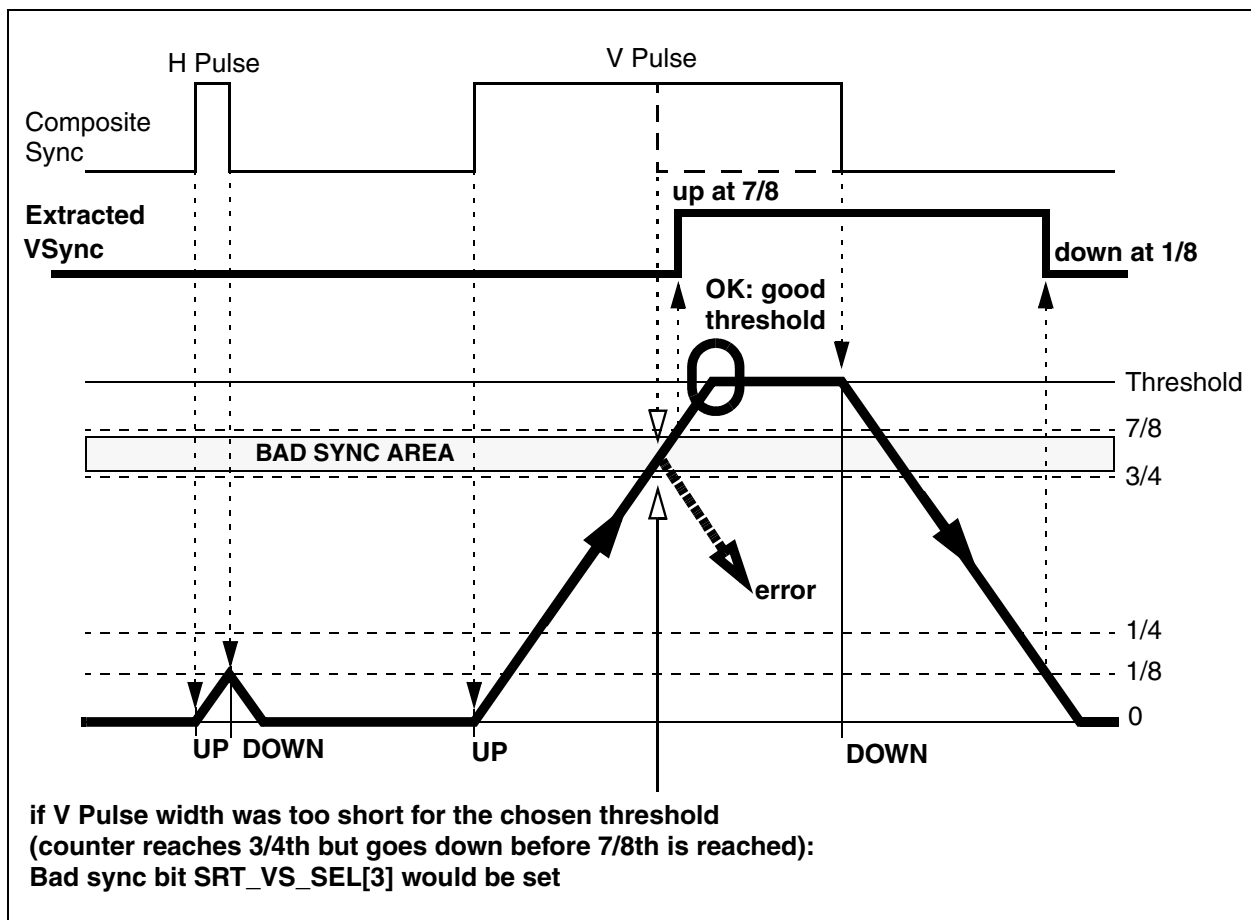 H Pulse
V Pulse
Composite
Sync
up at 7/8
Extracted
VSync
down at 1/8
OK: good
threshold
Threshold
7/8
BAD SYNC AREA
3/4
error
1/4
1/8
0
UP DOWN
UP
DOWN
if V Pulse width was too short for the chosen threshold
(counter reaches 3/4th but goes down before 7/8th is reached):
Bad sync bit SRT_VS_SEL[3] would be set